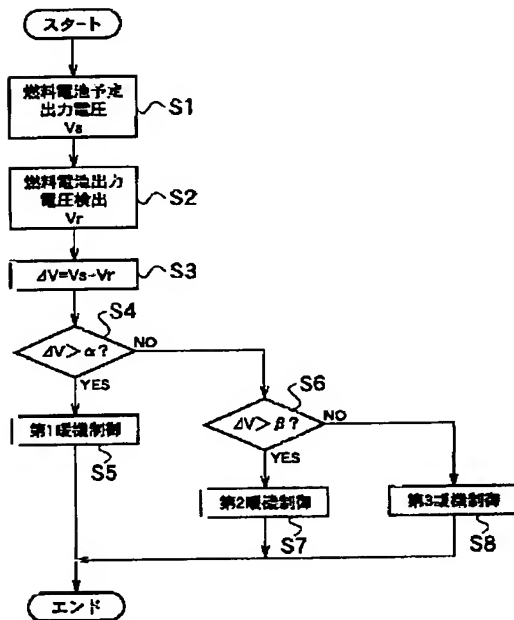 スタート
燃料電池予定
出力電圧
Vs
S1
燃料電池出力
電圧検出
Vr
S2
ΔV=Vs-Vr
S3
S4
ΔV>α?
NO
YES
第1暖機制御
S5
S6
ΔV>β?
NO
YES
第2暖機制御
S7
第3暖機制御
S8
エンド